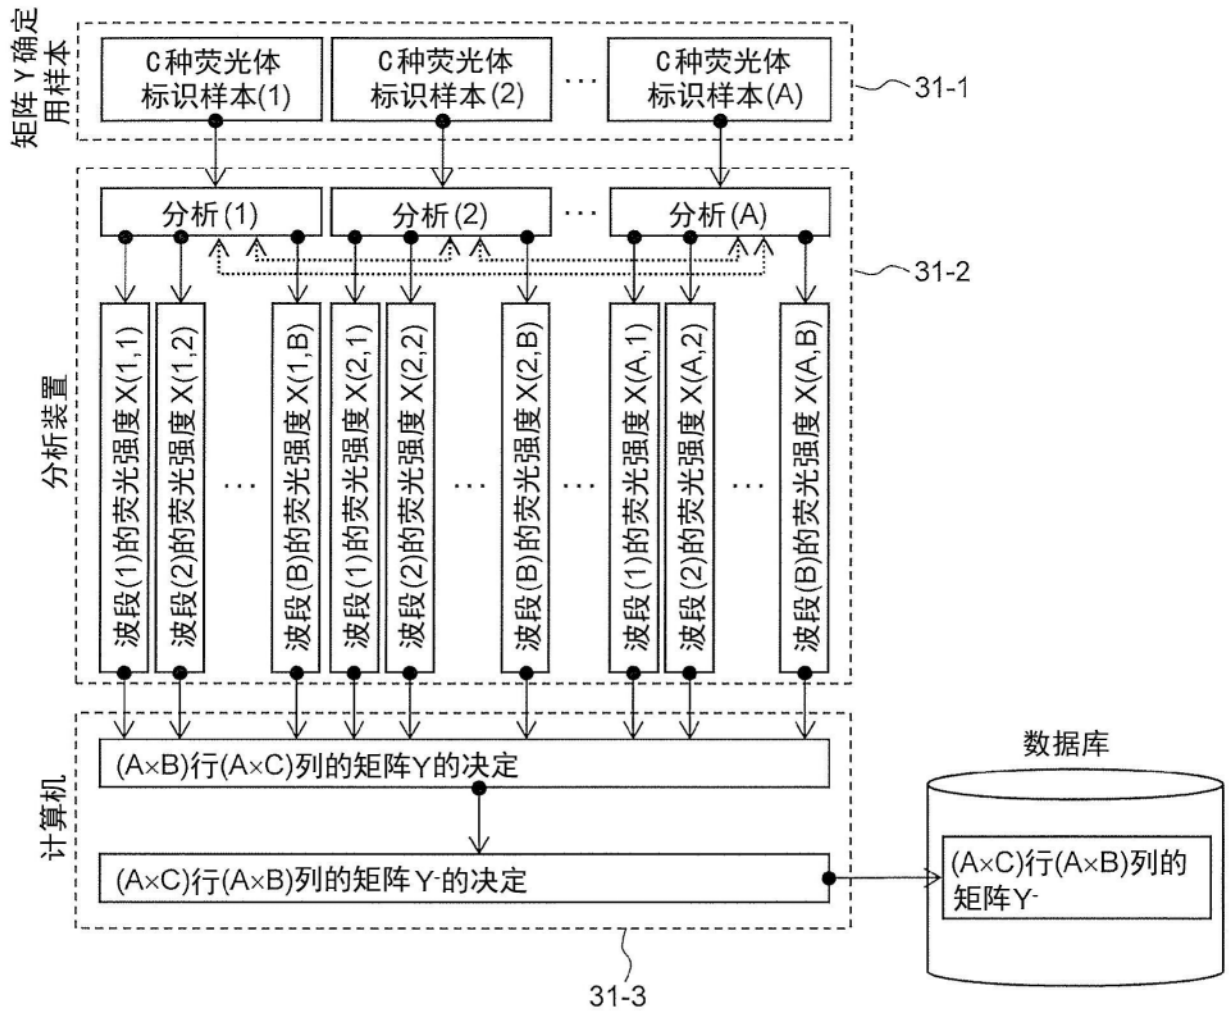 矩阵 Y 确定
用样本
C种荧光体
标识样本(1)
C种荧光体
标识样本(2)
...
C种荧光体
标识样本(A)
31-1
分析装置
分析(1)
分析(2)
...
分析(A)
31-2
波段(1)的荧光强度X(1,1)
波段(2)的荧光强度X(1,2)
...
波段(B)的荧光强度X(1,B)
波段(1)的荧光强度X(2,1)
波段(2)的荧光强度X(2,2)
...
波段(B)的荧光强度X(2,B)
...
波段(1)的荧光强度X(A,1)
波段(2)的荧光强度X(A,2)
...
波段(B)的荧光强度X(A,B)
计算机
(A×B)行(A×C)列的矩阵Y的决定
(A×C)行(A×B)列的矩阵Y-的决定
31-3
数据库
(A×C)行(A×B)列的
矩阵Y-